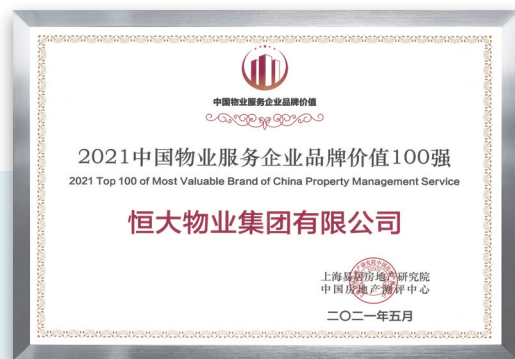 中国物业服务企业品牌价值
2021中国物业服务企业品牌价值100强
2021 Top 100 of Most Valuable Brand of China Property Management Service
恒大物业集团有限公司
上海易居房地产研究院
中国房地产测评中心
二〇二一年五月